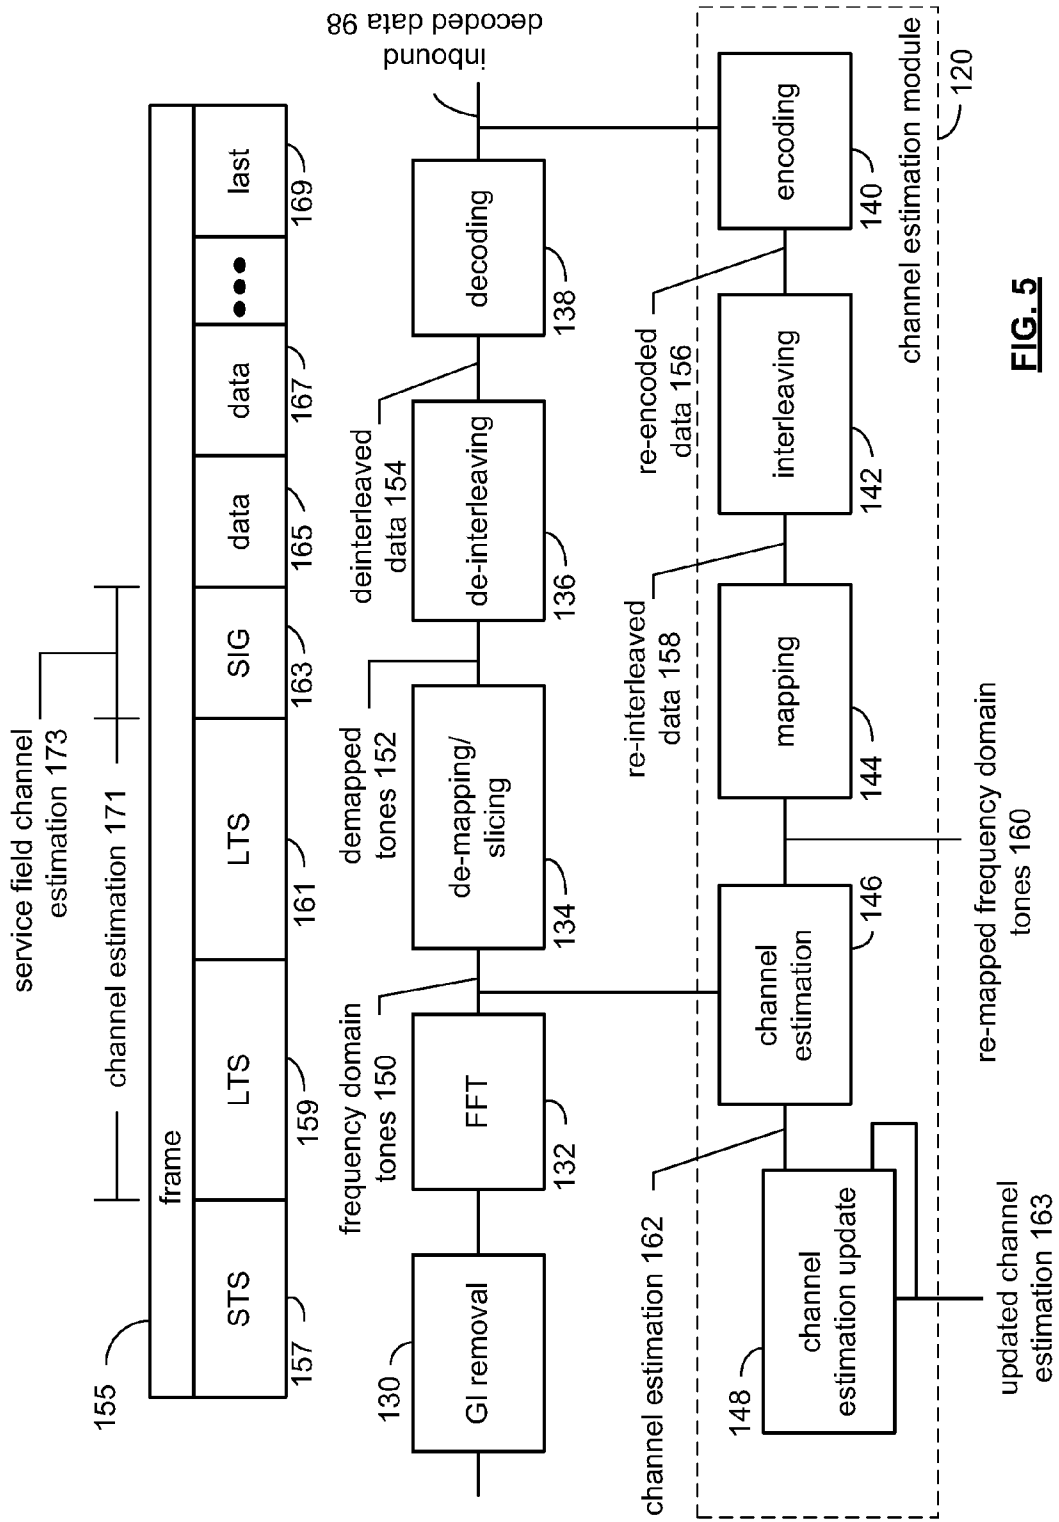 service field channel
estimation 173
channel estimation 171
155
frame
STS
LTS
LTS
SIG
data
data
●●●
last
157
159
161
163
165
167
169
130
frequency domain
tones 150
demapped
tones 152
deinterleaved
data 154
inbound
decoded data 98
GI removal
FFT
de-mapping/
slicing
de-interleaving
decoding
132
134
136
138
channel estimation 162
re-interleaved
data 158
re-encoded
data 156
148
channel
estimation update
channel
estimation
mapping
interleaving
encoding
146
144
142
140
channel estimation module
120
updated channel
estimation 163
re-mapped frequency domain
tones 160
FIG. 5